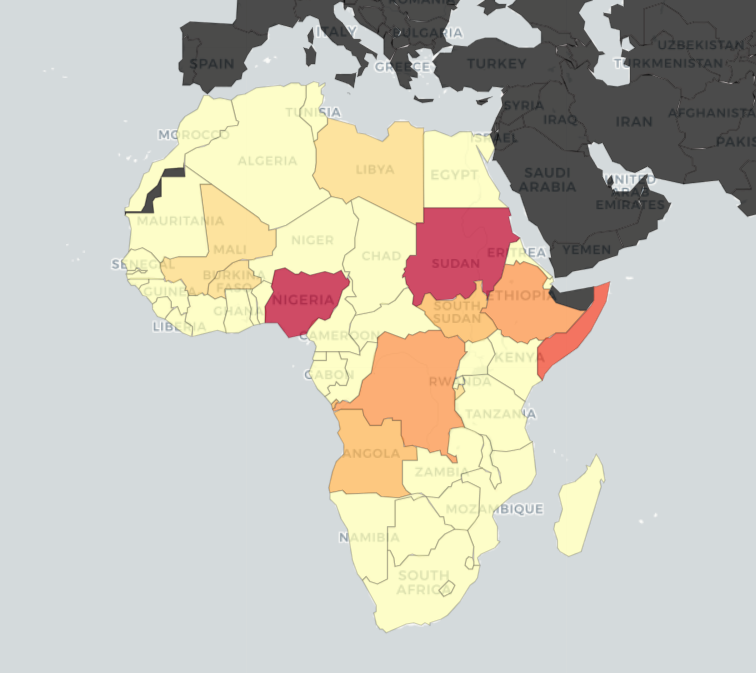 ROMANIE
ITALY
BULGARIA
SPAIN
GREECE
TURKEY
UZBEKISTAN
TURKMENISTAN
SYRIA
IRAQ
IRAN
AFGHANISTA
PAKIS
TUNISIA
MOROCCO
ISRAEL
ALGERIA
LIBYA
EGYPT
SAUDI
ARABIA
UNITED
ARAB
EMIRATES
MAURITANIA
MALI
NIGER
CHAD
SUDAN
ERITREA
YEMEN
SENEGAL
BURKINA
FASO
GUINEA
GHANA
NIGERIA
ETHIOPIA
SOUTH
SUDAN
LIBERIA
CAMEROON
GABON
RWANDA
KENYA
TANZANIA
ANGOLA
ZAMBIA
MOZAMBIQUE
NAMIBIA
SOUTH
AFRICA